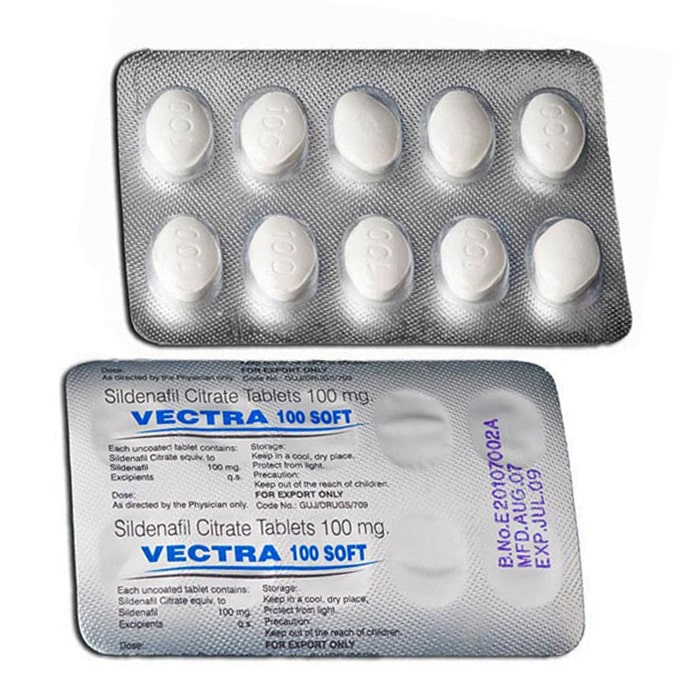 100
100
100
100
100
100
100
FOR EXPORT ONLY
As directed by the Physician only. Code No.: GUJ/DRUGS/709
Sildenafil Citrate Tablets 100 mg.
VECTRA 100 SOFT
Each uncoated tablet contains: Storage:
Sildenafil Citrate equiv. to Keep in a cool, dry place,
Sildenafil 100 mg. Protect from light.
Excipients q.s. Precaution:
Keep out of the reach of children.
Dose: FOR EXPORT ONLY
As directed by the Physician only. Code No.: GUJ/DRUGS/709
Sildenafil Citrate Tablets 100 mg.
VECTRA 100 SOFT
Each uncoated tablet contains: Storage:
Sildenafil Citrate equiv. to Keep in a cool, dry place,
Sildenafil 100 mg. Protect from light.
Excipients q.s. Precaution:
Keep out of the reach of children.
Dose: FOR EXPORT ONLY
B.No.E20107002A
MFD.AUG.07
EXP.JUL.09